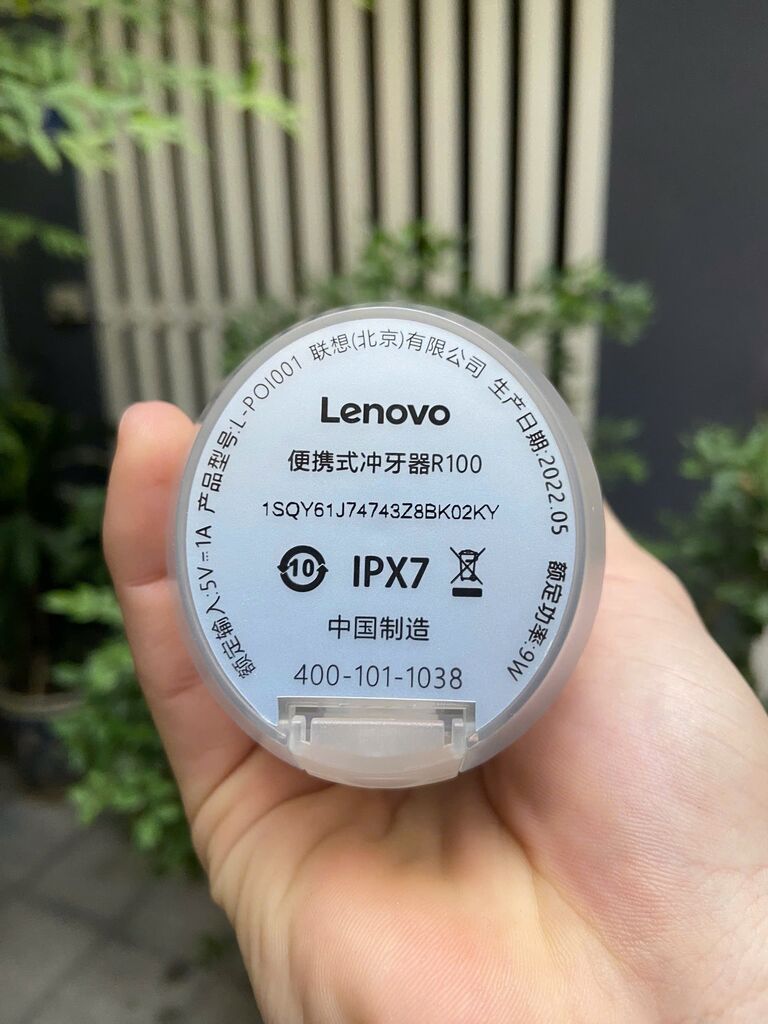 额定输入:5V⎓1A 产品型号:L-POI001 联想(北京)有限公司 生产日期:2022.05 额定功率:9W
Lenovo
便携式冲牙器R100
1SQY61J74743Z8BK02KY
10 IPX7
中国制造
400-101-1038